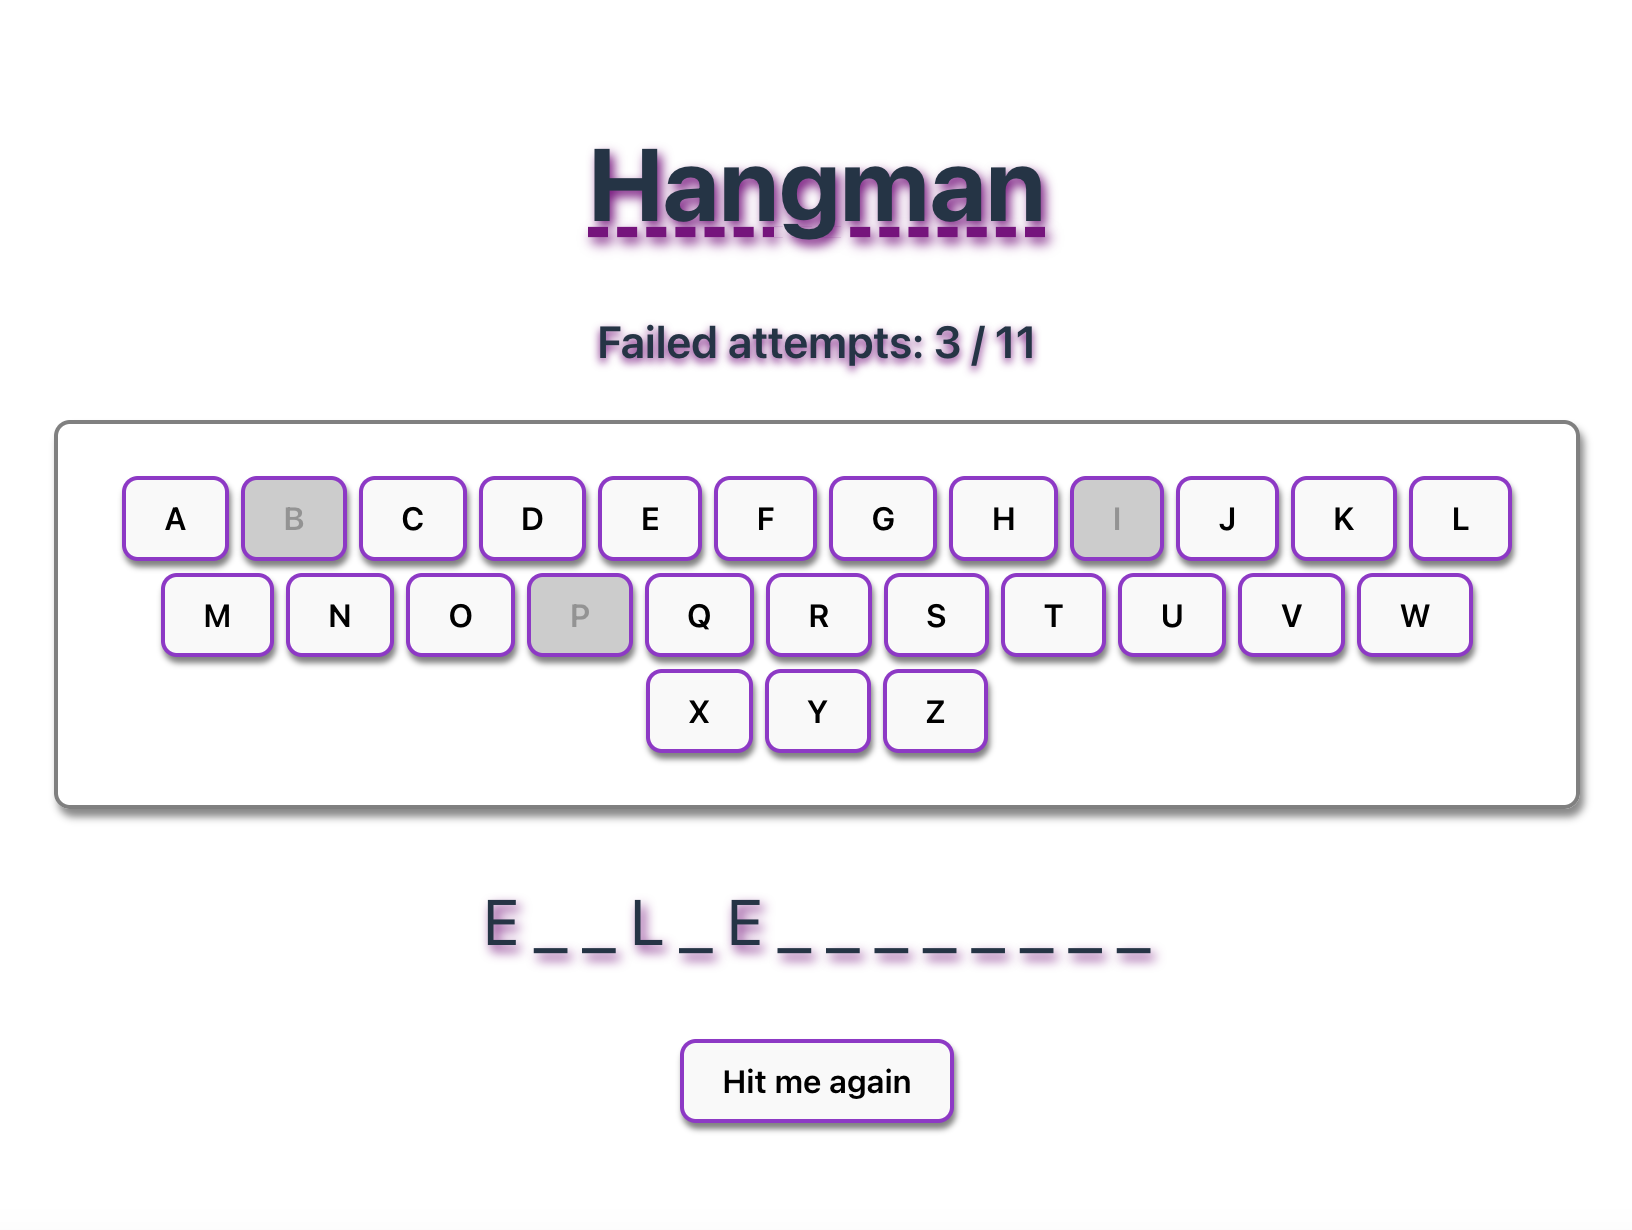 Hangman
Failed attempts: 3 / 11
A B C D E F G H I J K L
M N O P Q R S T U V W
X Y Z
E _ _ L _ E _ _ _ _ _ _ _ _
Hit me again